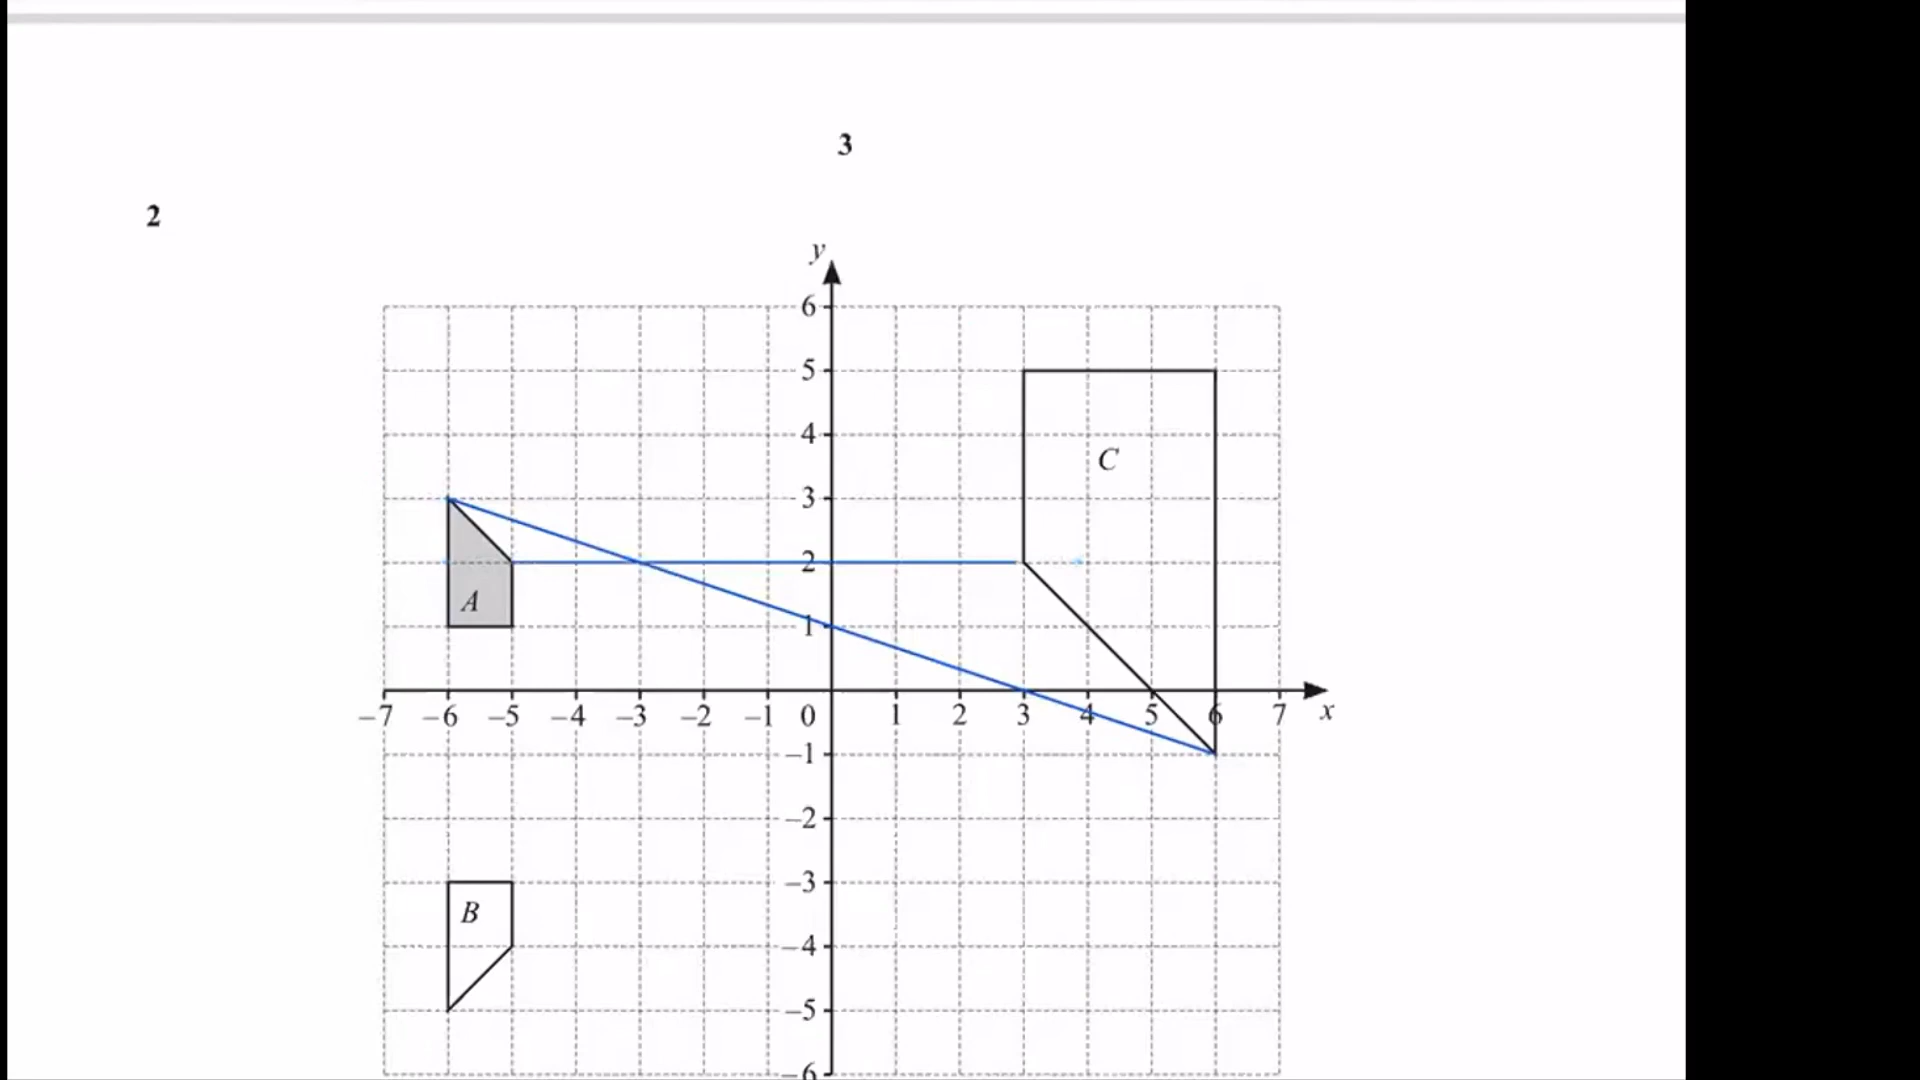 3
2
y
6
5
4
C
3
2
A
1
–7 –6 –5 –4 –3 –2 –1 0 1 2 3 4 5 6 7 x
–1
–2
–3
B
–4
–5
–6